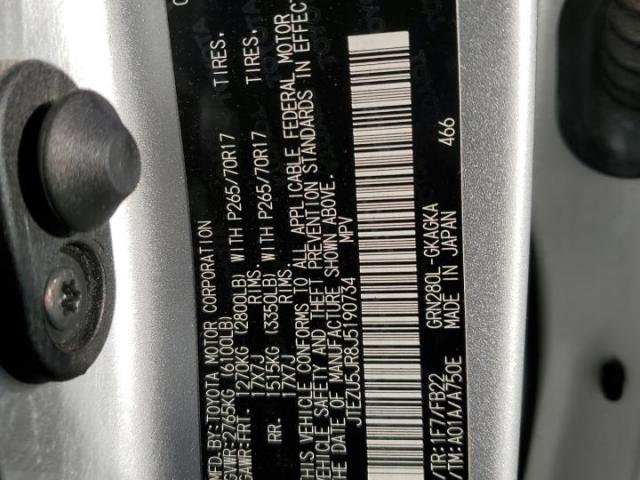 MFD.BY:TOYOTA MOTOR CORPORATION
GVWR:2765KG (6100LB)
GAWR:FRT. 1270KG (2800LB) WITH P265/70R17 TIRES.
17X7J RIMS.
RR. 1515KG (3350LB) WITH P265/70R17 TIRES.
17X7J RIMS.
THIS VEHICLE CONFORMS TO ALL APPLICABLE FEDERAL MOTOR
VEHICLE SAFETY AND THEFT PREVENTION STANDARDS IN EFFECT
THE DATE OF MANUFACTURE SHOWN ABOVE.
JTEZU5JR8J5190734 MPV
/TR:1F7/FB22 GRN280L-GKAGKA 466
/TM:A01A/A750E MADE IN JAPAN